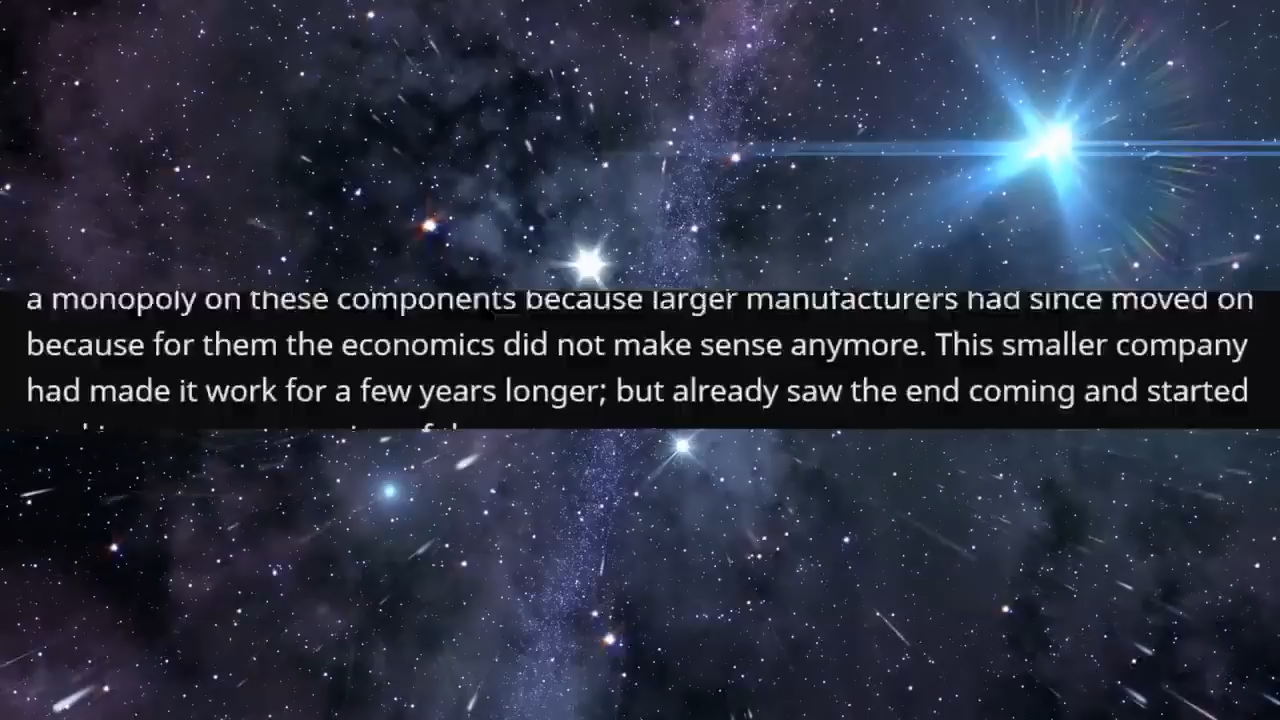 a monopoly on these components because larger manufacturers had since moved on
because for them the economics did not make sense anymore. This smaller company
had made it work for a few years longer; but already saw the end coming and started